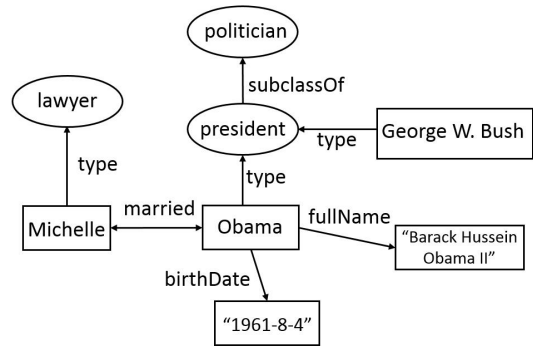 politician
subclassOf
lawyer
president
George W. Bush
type
type
type
married
Michelle
Obama
fullName
“Barack Hussein
Obama II”
birthDate
“1961-8-4”